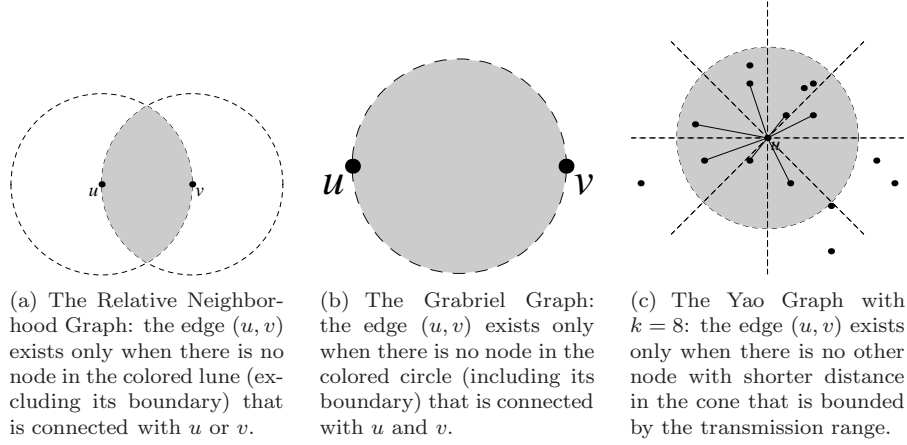 u
v
u
v
u
(a) The Relative Neighbor-
hood Graph: the edge (u, v)
exists only when there is no
node in the colored lune (ex-
cluding its boundary) that
is connected with u or v.
(b) The Grabriel Graph:
the edge (u, v) exists only
when there is no node in the
colored circle (including its
boundary) that is connected
with u and v.
(c) The Yao Graph with
k = 8: the edge (u, v) exists
only when there is no other
node with shorter distance
in the cone that is bounded
by the transmission range.